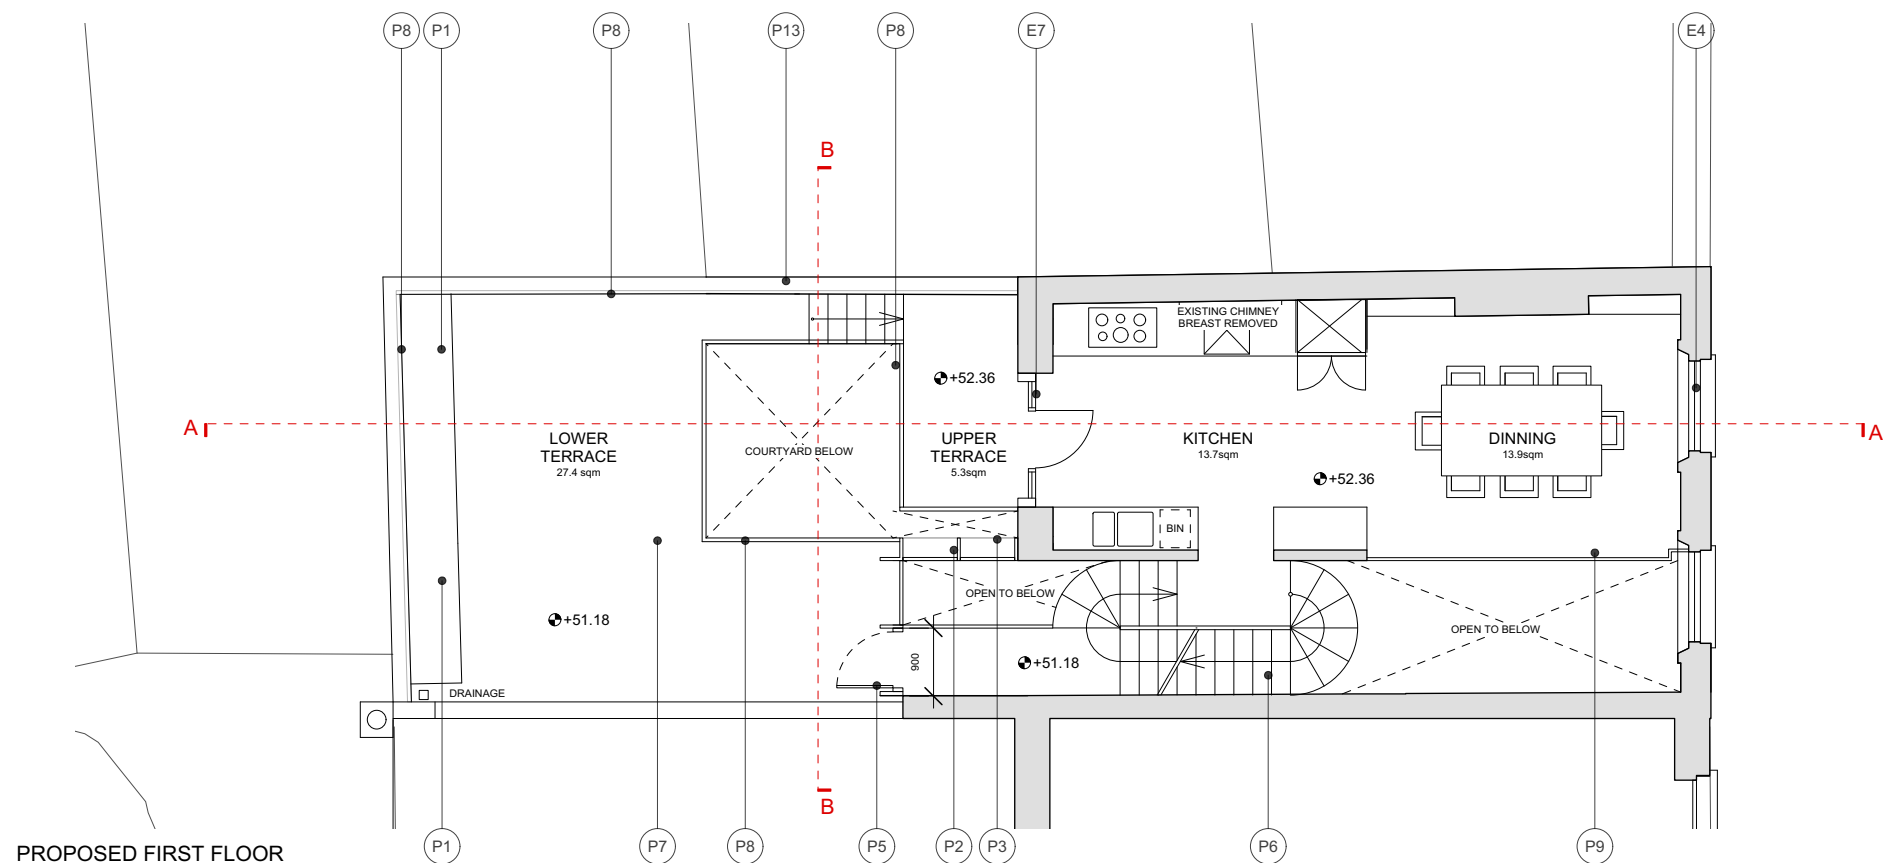 P8 P1 P8 P13 P8 E7 E4
B
EXISTING CHIMNEY
BREAST REMOVED
+52.36
A
A
LOWER
TERRACE
27.4 sqm
COURTYARD BELOW
UPPER
TERRACE
5.3sqm
KITCHEN
13.7sqm
DINNING
13.9sqm
+52.36
BIN
OPEN TO BELOW
+51.18
OPEN TO BELOW
900
+51.18
DRAINAGE
B
P1 P7 P8 P5 P2 P3 P6 P9
PROPOSED FIRST FLOOR